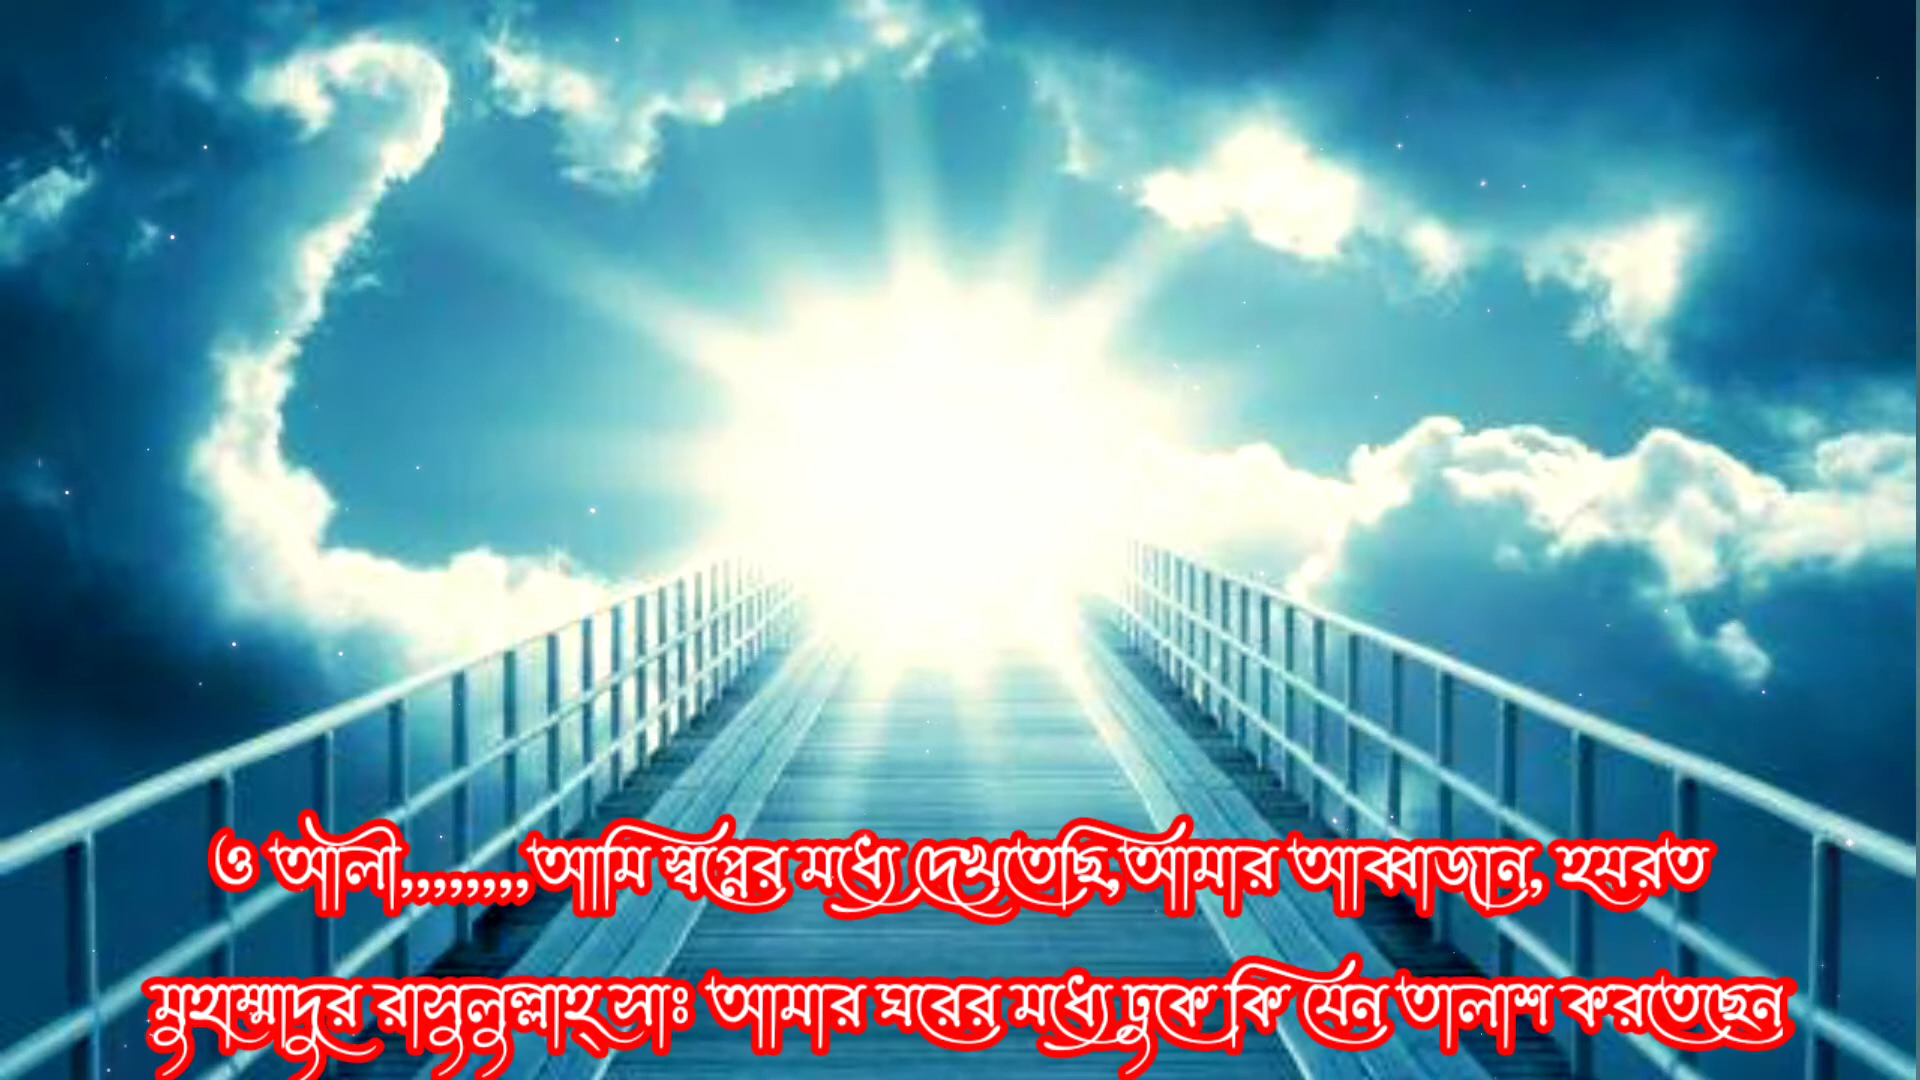 ও আলী,,,,,,,,,আমি স্বপ্নের মধ্যে দেখতেছি,আমার আব্বাজান, হযরত
মুহাম্মাদুর রাসুলুল্লাহ সাঃ আমার ঘরের মধ্যে ঢুকে কি যেন তালাশ করতেছেন